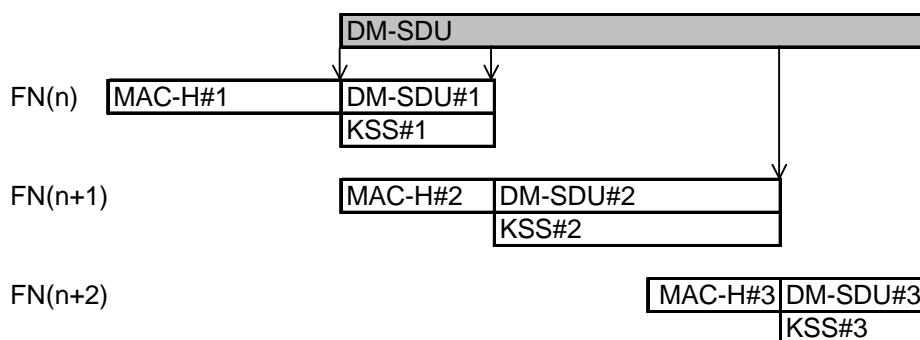 DM-SDU
FN(n) MAC-H#1 DM-SDU#1
KSS#1
FN(n+1) MAC-H#2 DM-SDU#2
KSS#2
FN(n+2) MAC-H#3 DM-SDU#3
KSS#3